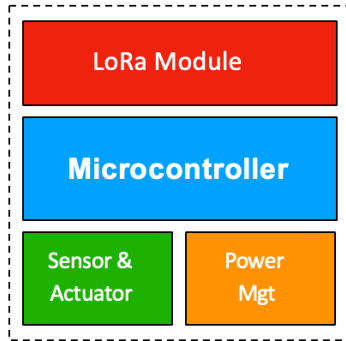 LoRa Module
Microcontroller
Sensor &
Actuator
Power
Mgt